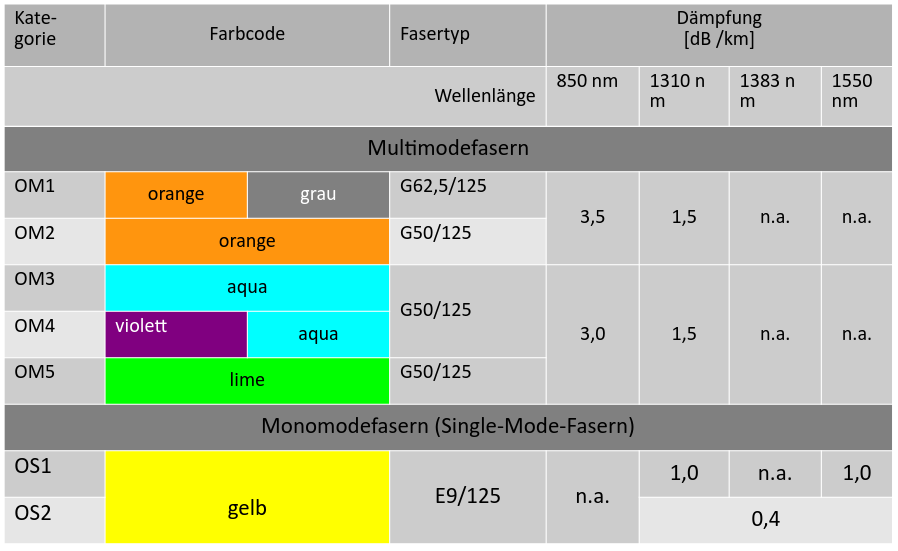 Kate-
gorie
Farbcode
Fasertyp
Dämpfung
[dB /km]
Wellenlänge
850 nm
1310 n
m
1383 n
m
1550
nm
Multimodefasern
OM1
orange
grau
G62,5/125
3,5
1,5
n.a.
n.a.
OM2
orange
G50/125
OM3
aqua
G50/125
3,0
1,5
n.a.
n.a.
OM4
violett
aqua
OM5
lime
G50/125
Monomodefasern (Single-Mode-Fasern)
OS1
gelb
E9/125
n.a.
1,0
n.a.
1,0
OS2
0,4